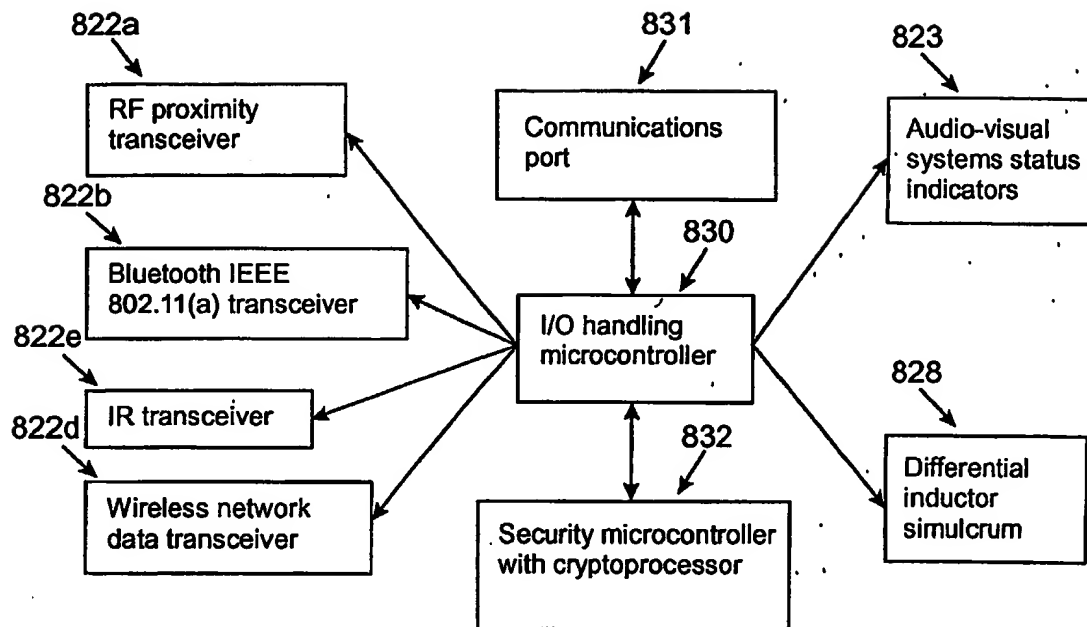 822a
RF proximity
transceiver
822b
Bluetooth IEEE
802.11(a) transceiver
822e
IR transceiver
822d
Wireless network
data transceiver
831
Communications
port
830
I/O handling
microcontroller
832
Security microcontroller
with cryptoprocessor
823
Audio-visual
systems status
indicators
828
Differential
inductor
simulcrum